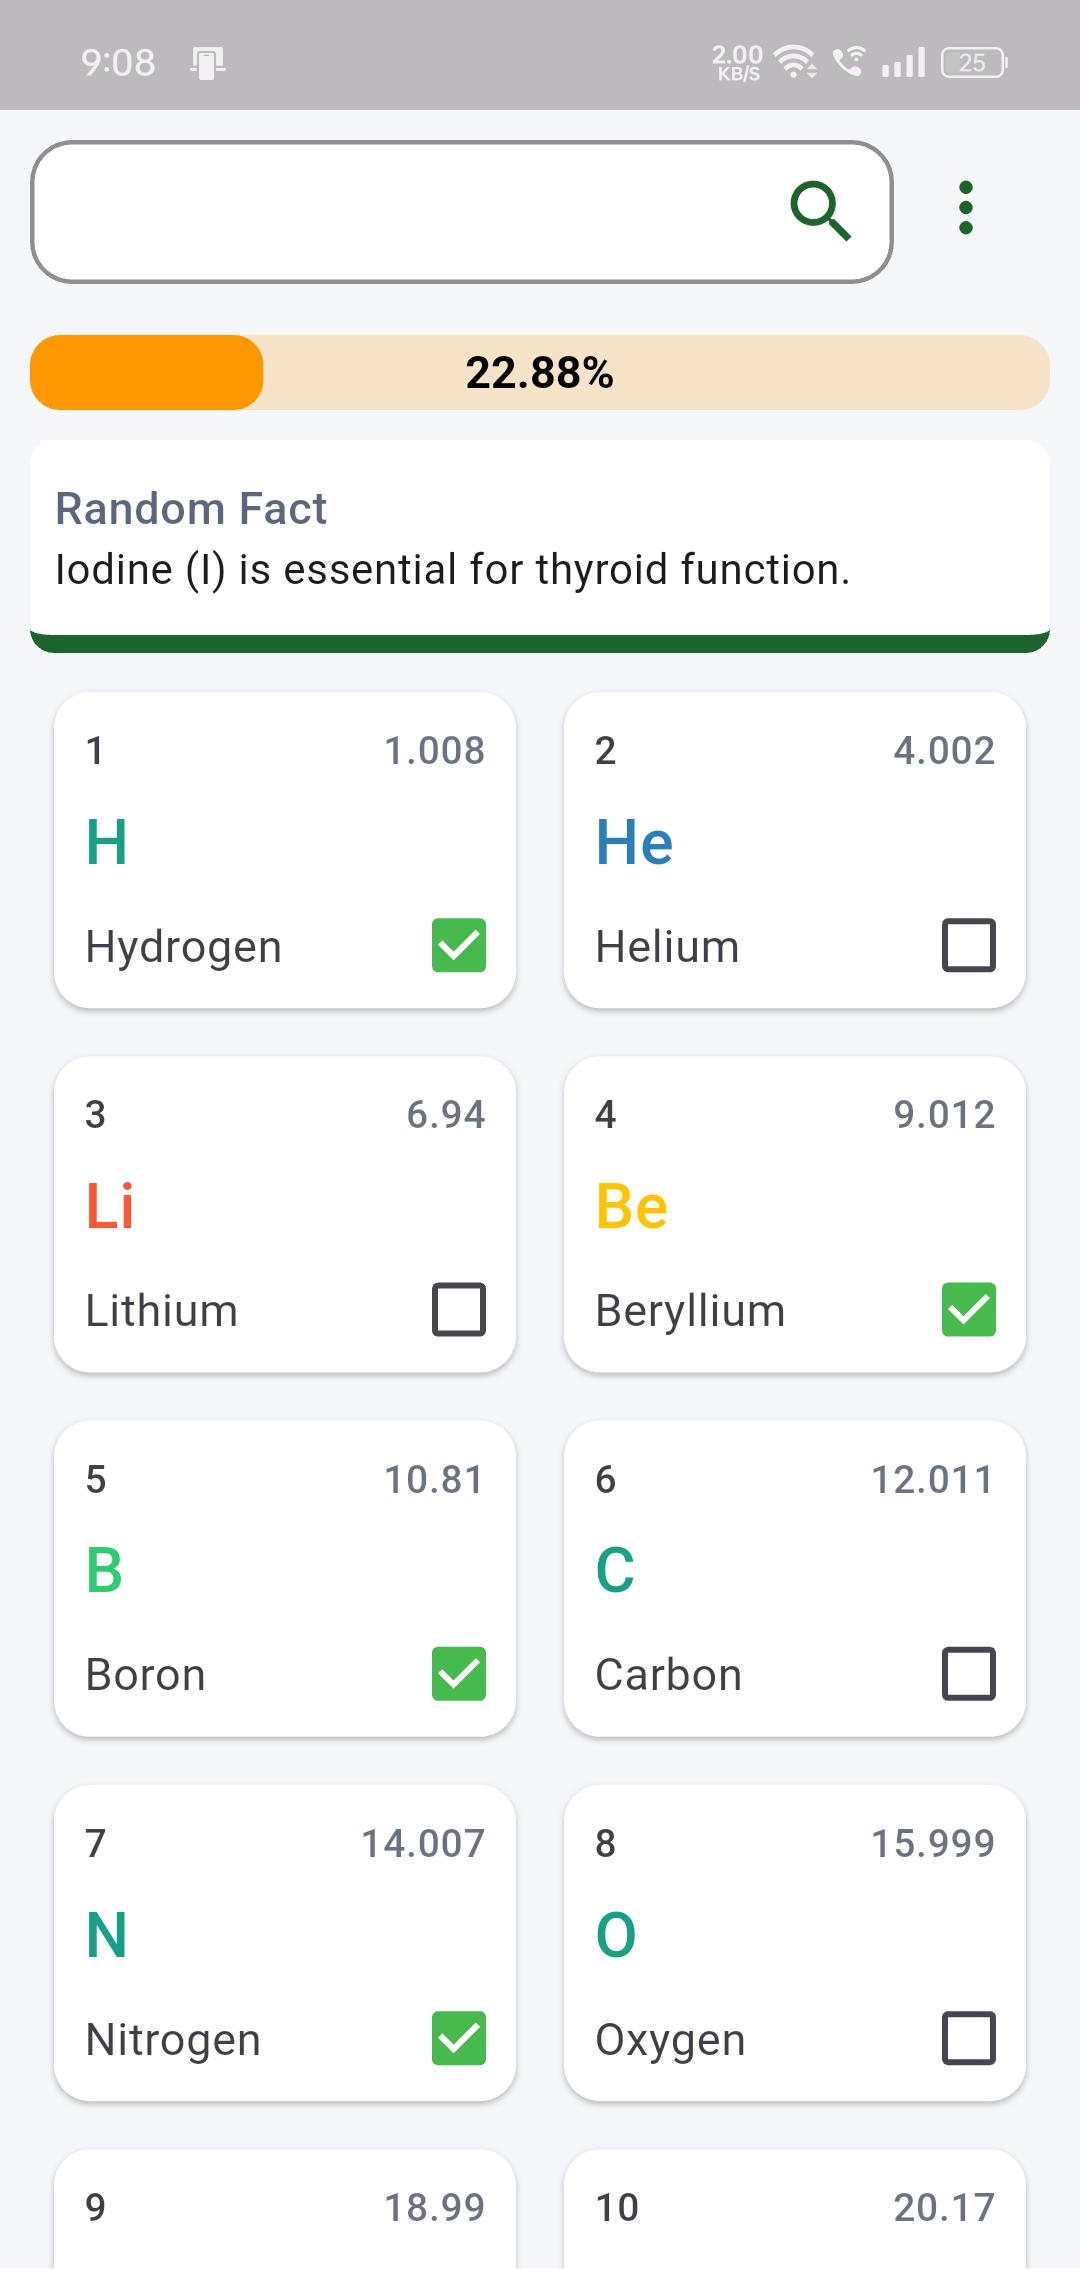 9:08 2.00 KB/S 25
22.88%
Random Fact
Iodine (I) is essential for thyroid function.
1 1.008
H
Hydrogen
2 4.002
He
Helium
3 6.94
Li
Lithium
4 9.012
Be
Beryllium
5 10.81
B
Boron
6 12.011
C
Carbon
7 14.007
N
Nitrogen
8 15.999
O
Oxygen
9 18.99
10 20.17